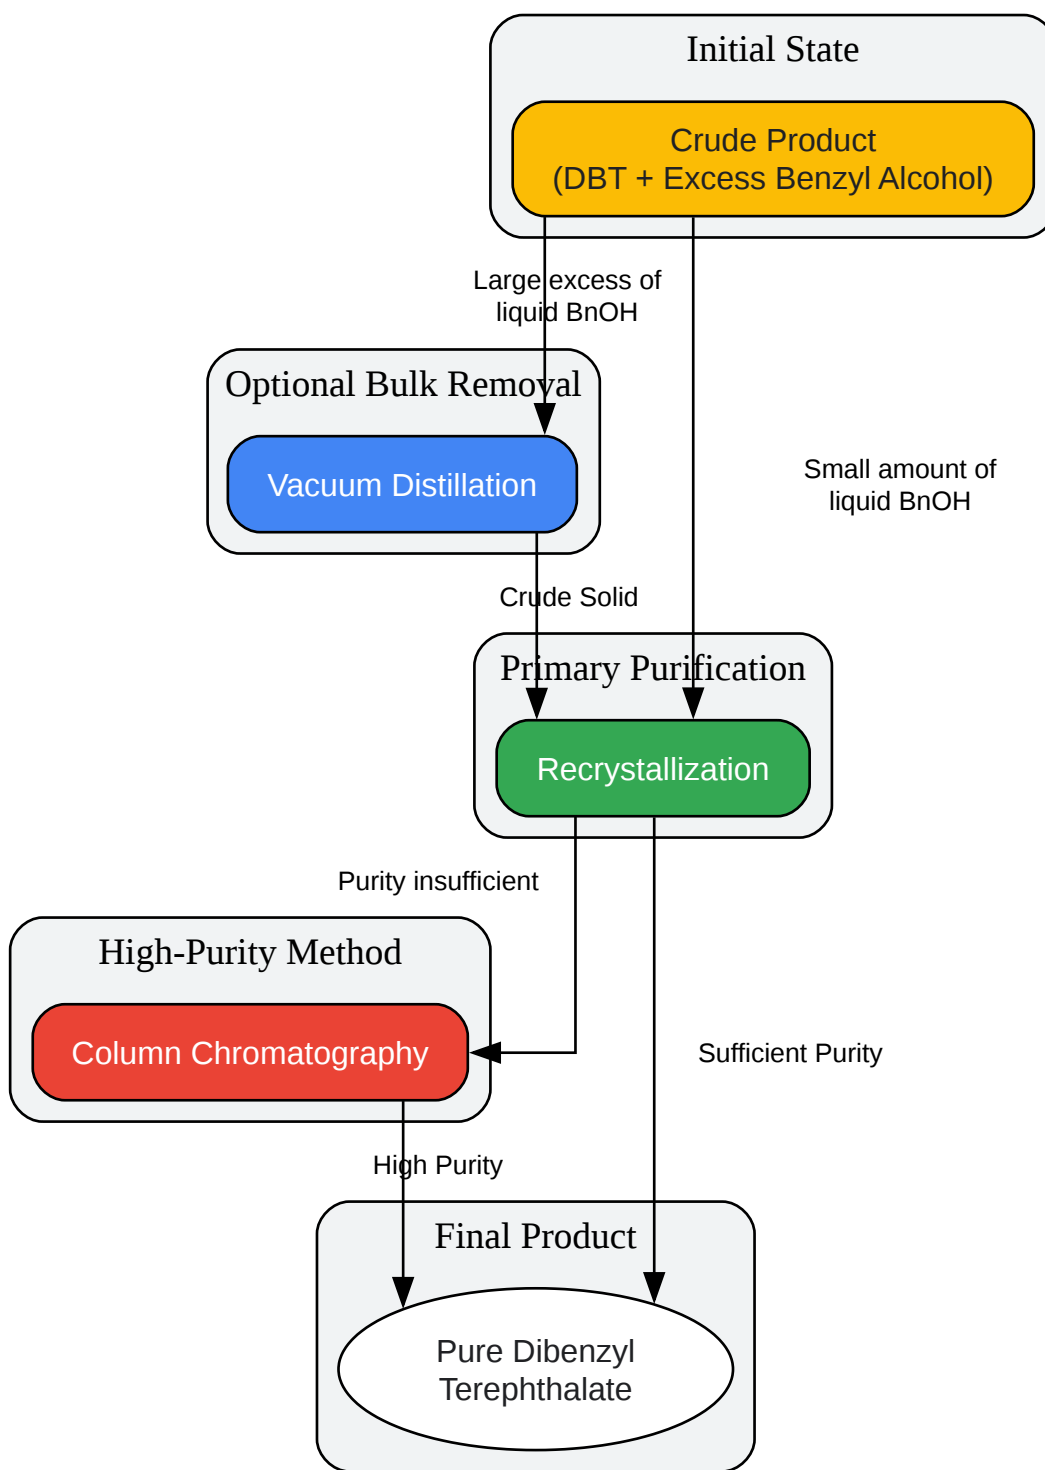 Initial State
Crude Product
(DBT + Excess Benzyl Alcohol)
Large excess of
liquid BnOH
Optional Bulk Removal
Vacuum Distillation
Small amount of
liquid BnOH
Crude Solid
Primary Purification
Recrystallization
Purity insufficient
High-Purity Method
Column Chromatography
Sufficient Purity
High Purity
Final Product
Pure Dibenzyl
Terephthalate